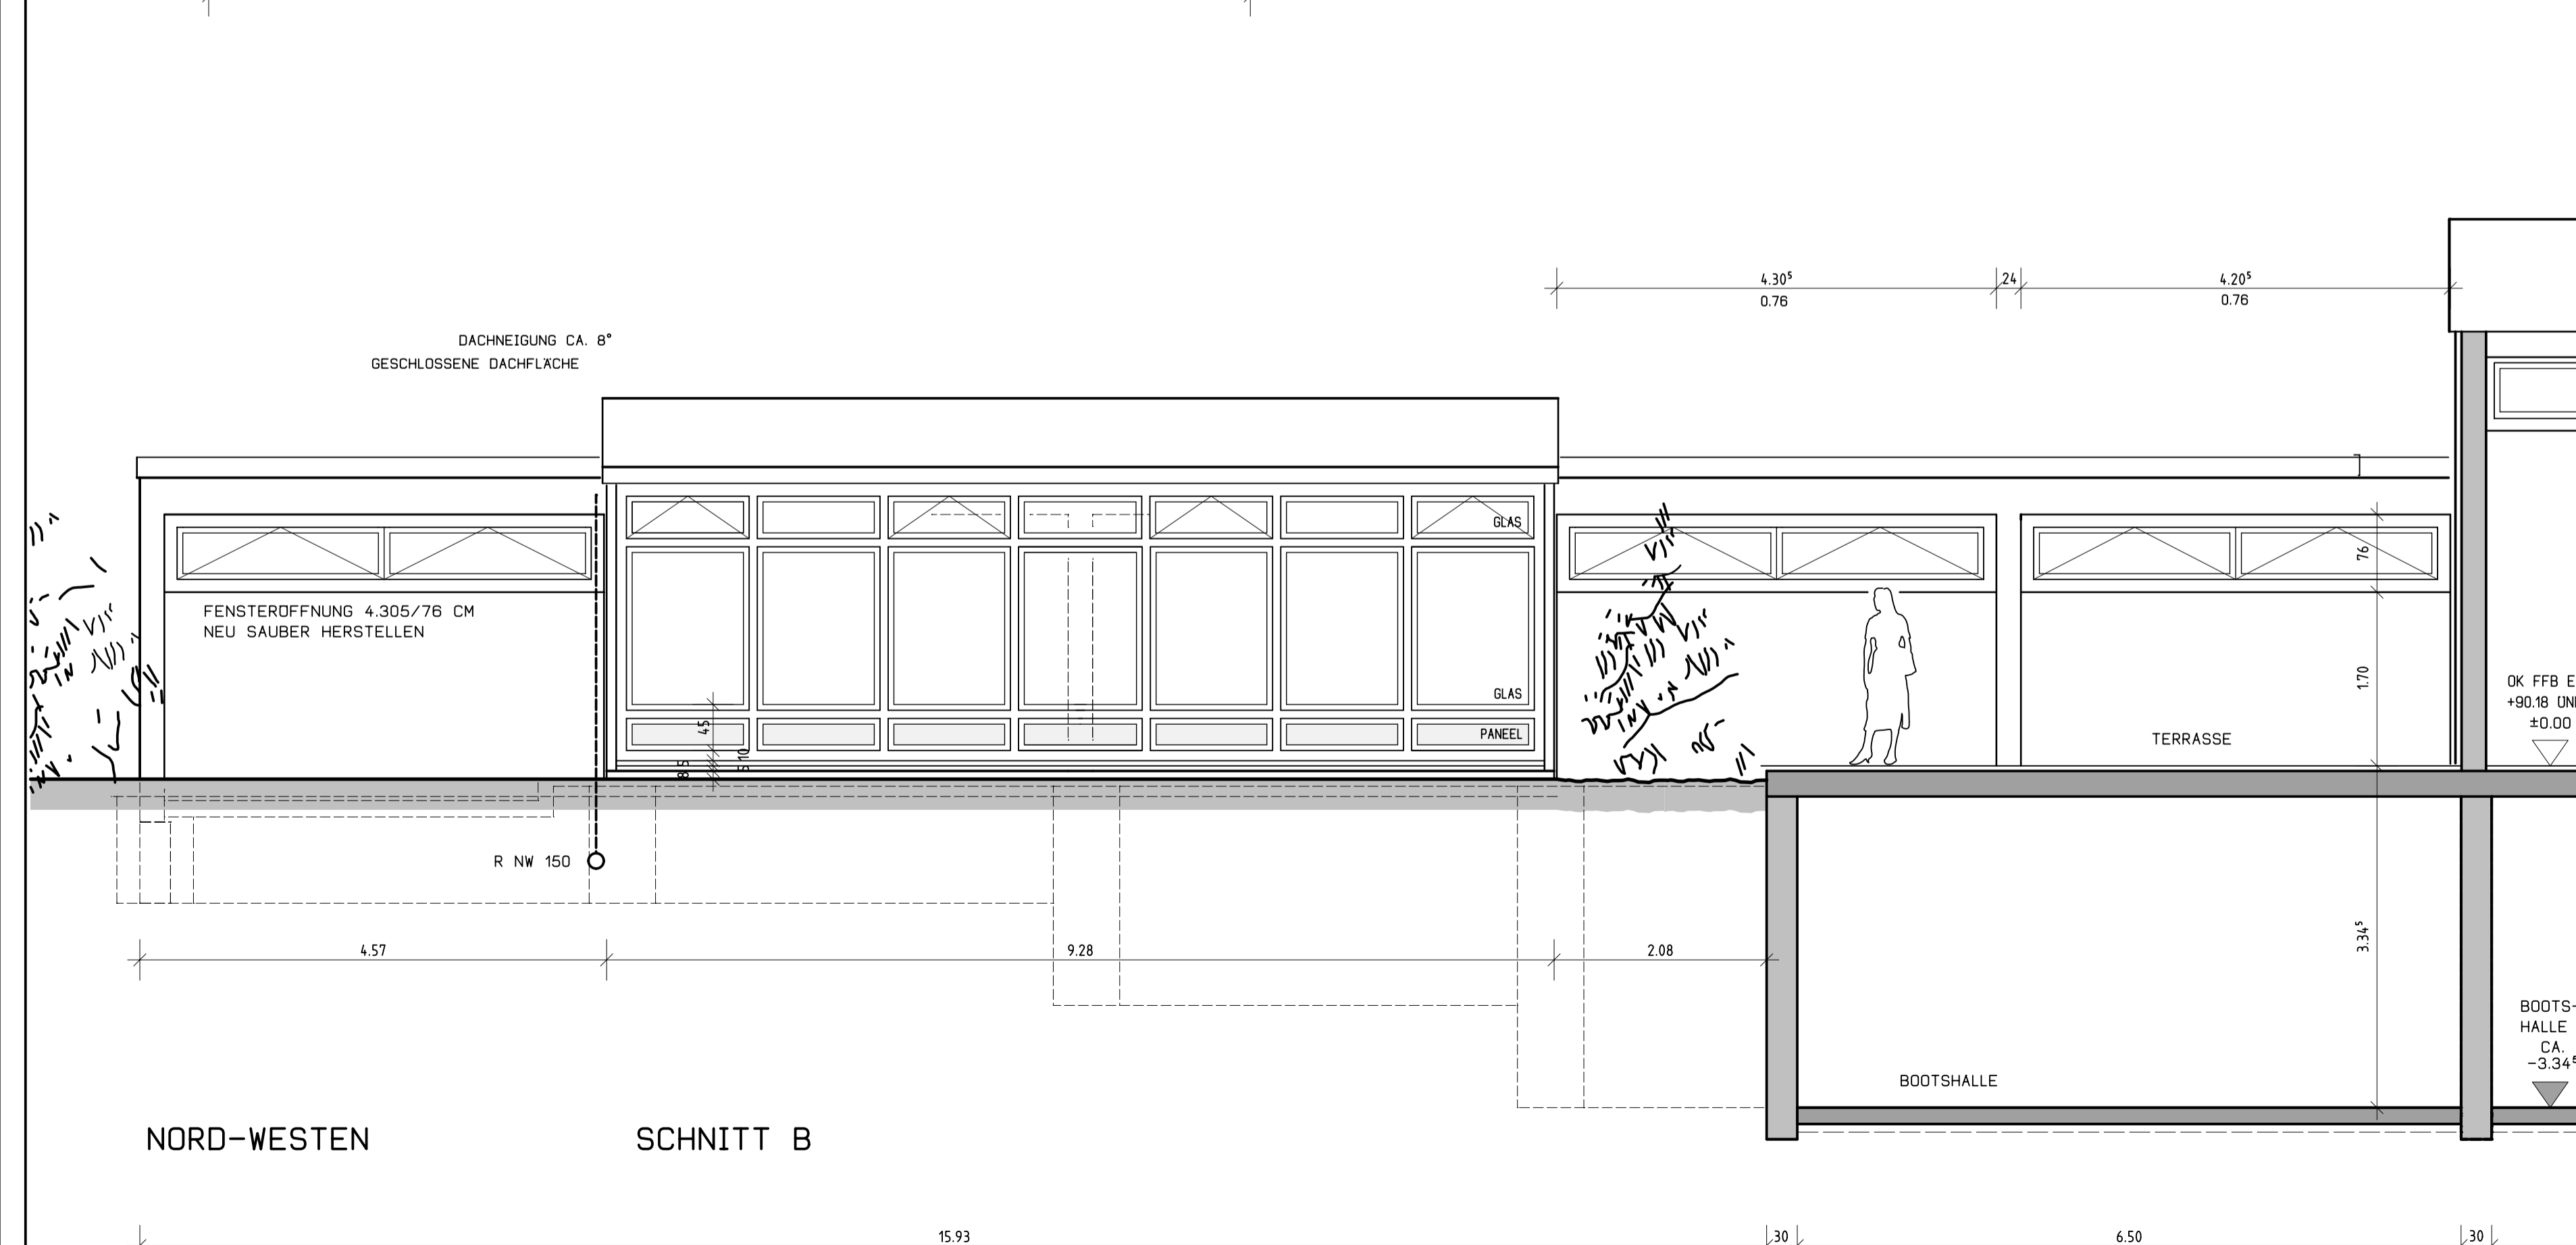 4.30⁵
24
4.20⁵
0.76
0.76
DACHNEIGUNG CA. 8°
GESCHLOSSENE DACHFLÄCHE
GLAS
76
FENSTERÖFFNUNG 4.305/76 CM
NEU SAUBER HERSTELLEN
1.70
OK FFB E
+90.18
±0.00
GLAS
45
PANEEL
TERRASSE
8 5
5 10
R NW 150
4.57
9.28
2.08
3.34⁵
BOOTS-
HALLE
CA.
-3.34⁵
BOOTSHALLE
NORD-WESTEN
SCHNITT B
15.93
30
6.50
30